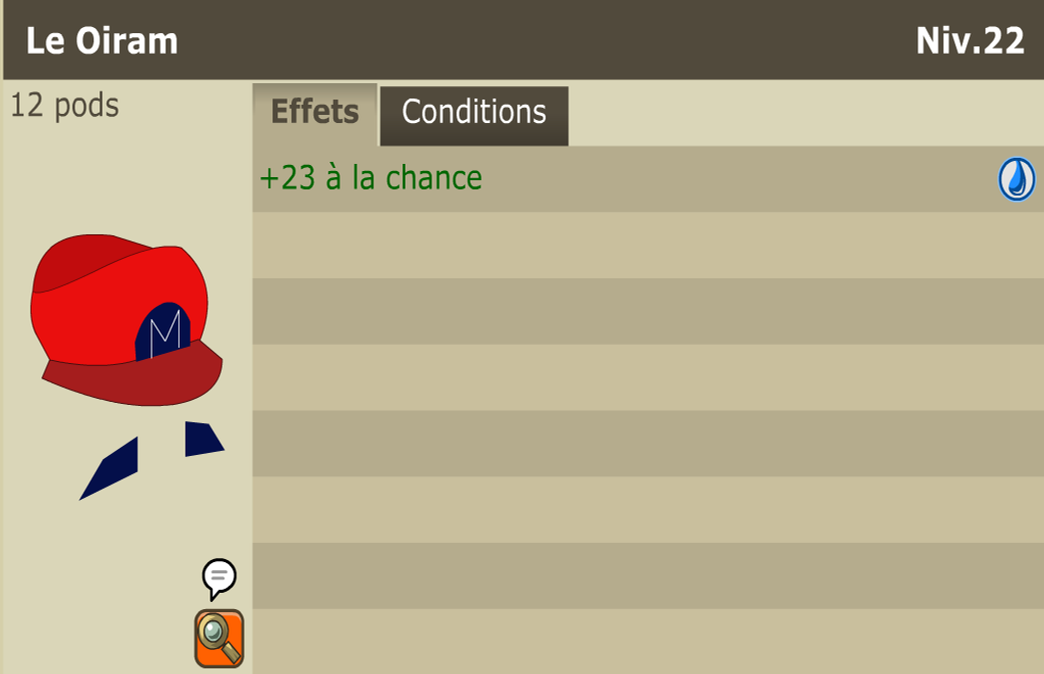 Le Oiram
Niv.22
12 pods
Effets
Conditions
+23 à la chance
M